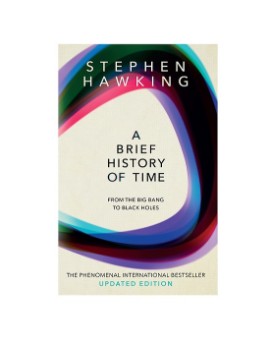 STEPHEN
HAWKING
A
BRIEF
HISTORY
OF TIME
FROM THE BIG BANG
TO BLACK HOLES
THE PHENOMENAL INTERNATIONAL BESTSELLER
UPDATED EDITION